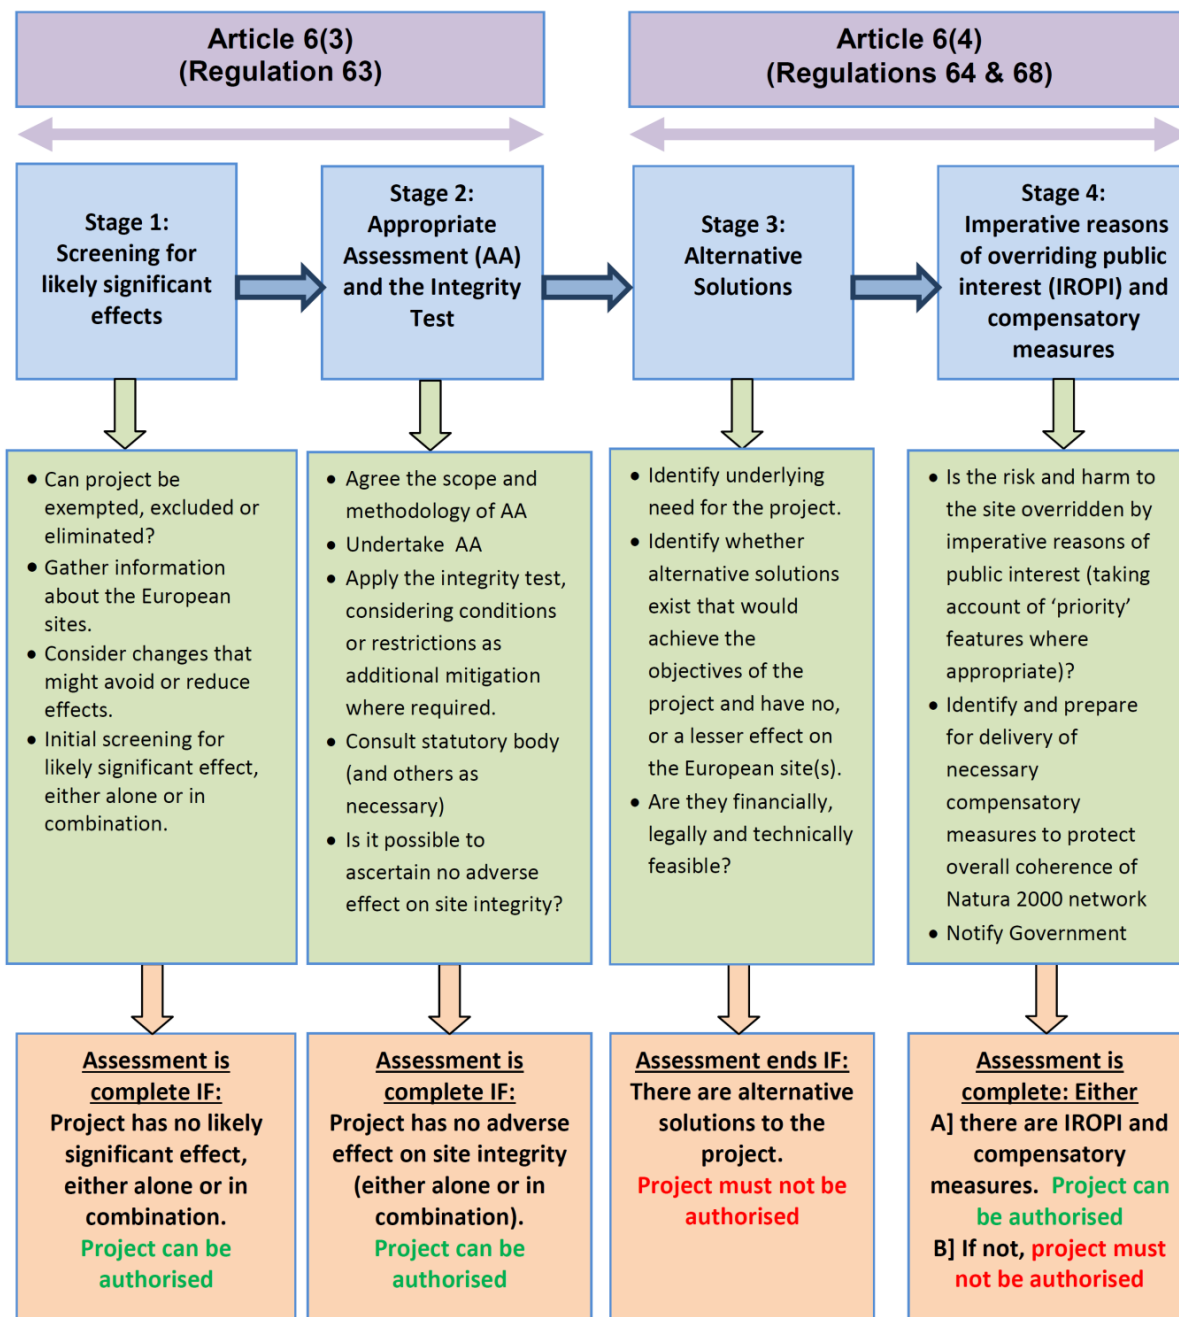 Article 6(3)
(Regulation 63)
Article 6(4)
(Regulations 64 & 68)
Stage 1:
Screening for
likely significant
effects
Stage 2:
Appropriate
Assessment (AA)
and the Integrity
Test
Stage 3:
Alternative
Solutions
Stage 4:
Imperative reasons
of overriding public
interest (IROPI) and
compensatory
measures
• Can project be
exempted, excluded or
eliminated?
• Gather information
about the European
sites.
• Consider changes that
might avoid or reduce
effects.
• Initial screening for
likely significant effect,
either alone or in
combination.
• Agree the scope and
methodology of AA
• Undertake AA
• Apply the integrity test,
considering conditions
or restrictions as
additional mitigation
where required.
• Consult statutory body
(and others as
necessary)
• Is it possible to
ascertain no adverse
effect on site integrity?
• Identify underlying
need for the project.
• Identify whether
alternative solutions
exist that would
achieve the
objectives of the
project and have no,
or a lesser effect on
the European site(s).
• Are they financially,
legally and technically
feasible?
• Is the risk and harm to
the site overridden by
imperative reasons of
public interest (taking
account of ‘priority’
features where
appropriate)?
• Identify and prepare
for delivery of
necessary
compensatory
measures to protect
overall coherence of
Natura 2000 network
• Notify Government
Assessment is
complete IF:
Project has no likely
significant effect,
either alone or in
combination.
Project can be
authorised
Assessment is
complete IF:
Project has no adverse
effect on site integrity
(either alone or in
combination).
Project can be
authorised
Assessment ends IF:
There are alternative
solutions to the
project.
Project must not be
authorised
Assessment is
complete: Either
A] there are IROPI and
compensatory
measures. Project can
be authorised
B] If not, project must
not be authorised